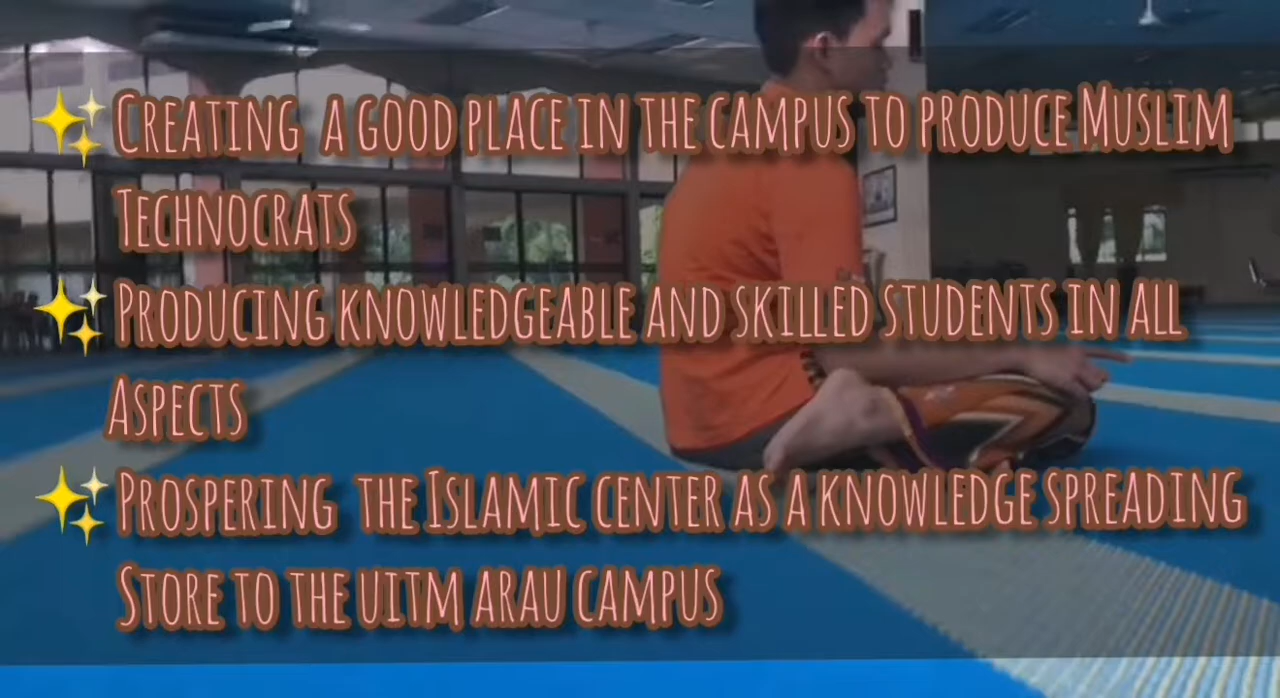 ✨Creating a good place in the campus to produce Muslim
Technocrats
✨Producing knowledgeable and skilled students in all
Aspects
✨Prospering the Islamic center as a knowledge spreading
Store to the UITM Arau campus